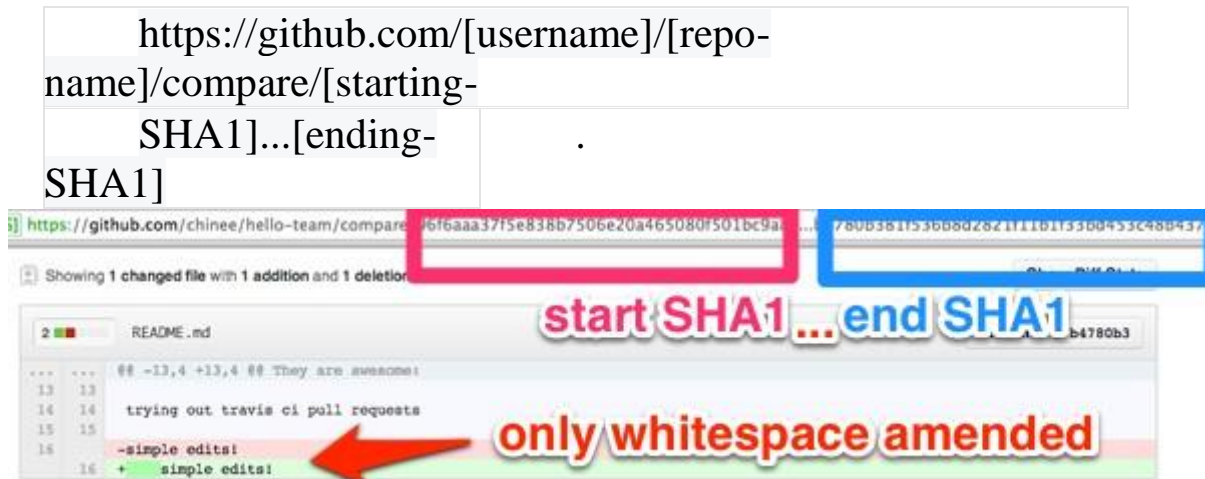 https://github.com/[username]/[repo-
name]/compare/[starting-
SHA1]...[ending- .
SHA1]
https://github.com/chinee/hello-team/compare
Showing 1 changed file with 1 addition and 1 deletion
start SHA1 ... end SHA1
2 README.md b4780b3
... ... @@ -13,4 +13,4 @@ They are awesome!
13 13
14 14 trying out travis ci pull requests
15 15
only whitespace amended
16 -simple edits!
16 + simple edits!